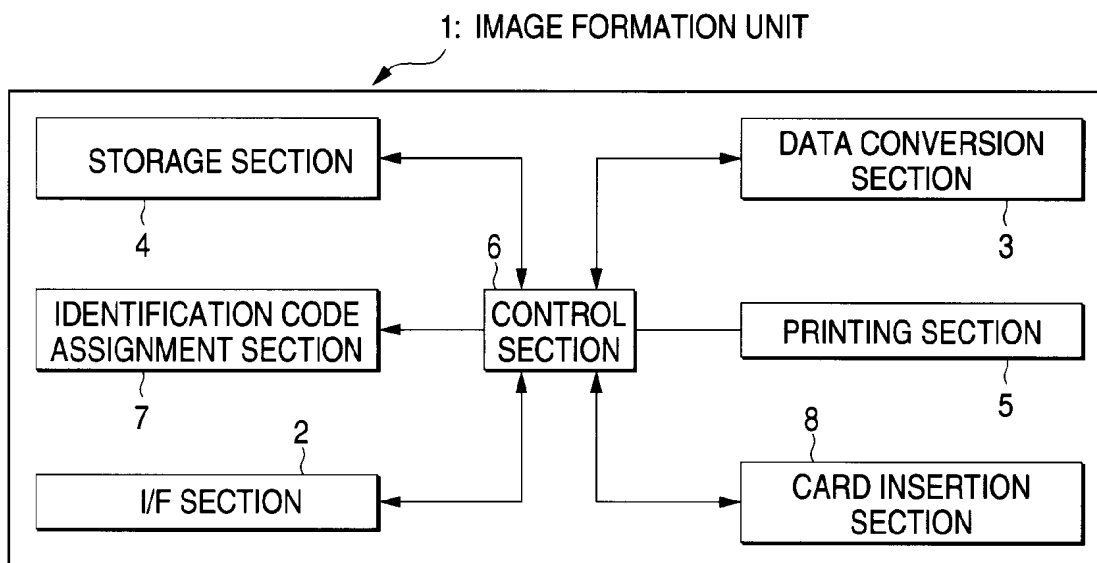 1: IMAGE FORMATION UNIT
STORAGE SECTION
4
DATA CONVERSION
SECTION
3
6
IDENTIFICATION CODE
ASSIGNMENT SECTION
7
CONTROL
SECTION
PRINTING SECTION
5
2
I/F SECTION
8
CARD INSERTION
SECTION